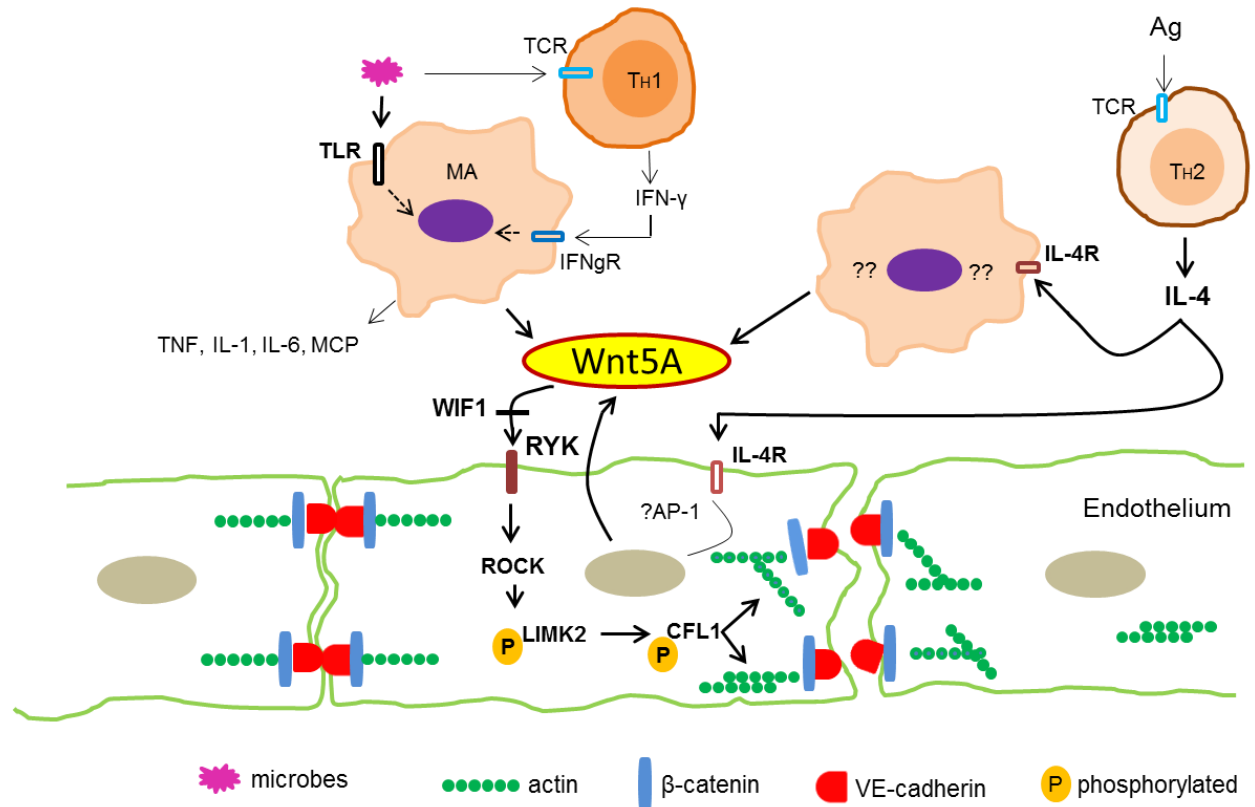 Ag
TCR
TH1
TCR
TH2
TLR
MA
IFN-γ
IFNgR
?? ??
IL-4R
IL-4
TNF, IL-1, IL-6, MCP
Wnt5A
WIF1
RYK
IL-4R
?AP-1
Endothelium
ROCK
P LIMK2
P CFL1
microbes
actin
β-catenin
VE-cadherin
P phosphorylated